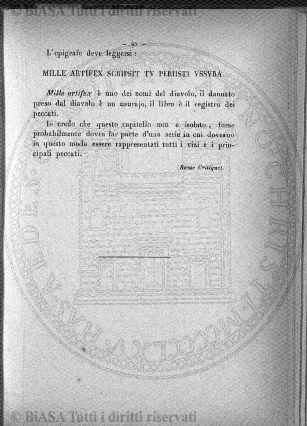 © BiASA Tutti i diritti riservati
— 95 —
L'epigrafe deve leggersi :
MILLE ARTIFEX SCRIPSIT TV PERIISTI VSSVRA.
Mille artifex è uno dei nomi del diavolo, il dannato
preso dal diavolo è un usurajo, il libro è il registro dei
peccati.
Io credo che questo capitello non è isolato, forse
probabilmente dovea far parte d'una serie in cui doveano
in questo modo essere rappresentati tutti i vizi e i prin-
cipali peccati.
(Revue Critique).
© BiASA Tutti i diritti riservati